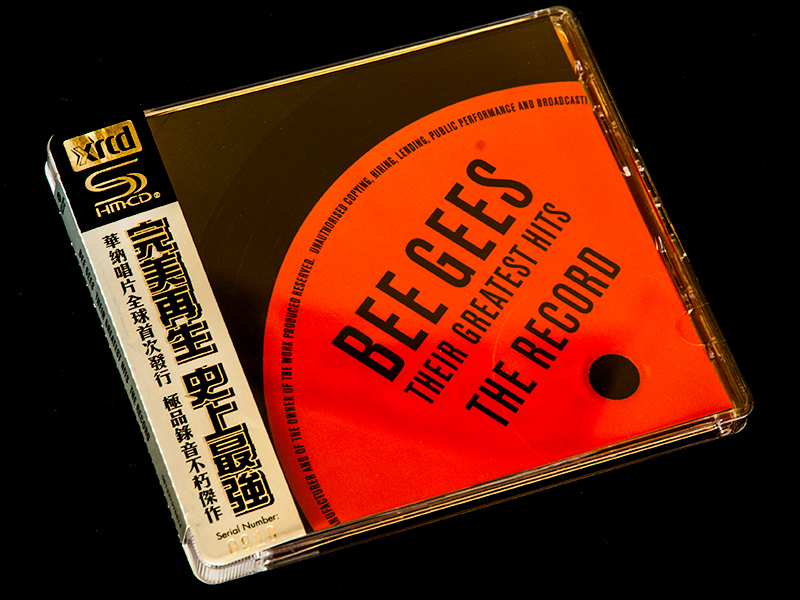 xrcd
SHM-CD®
完美再生 史上最強
華納唱片全球首次發行 極品錄音不朽傑作
Serial Number:
UNAUTHORISED COPYING, HIRING, LENDING, PUBLIC PERFORMANCE AND BROADCASTI
ANUFACTURER AND OF THE OWNER OF THE WORK PRODUCED RESERVED.
BEE GEES
THEIR GREATEST HITS
THE RECORD